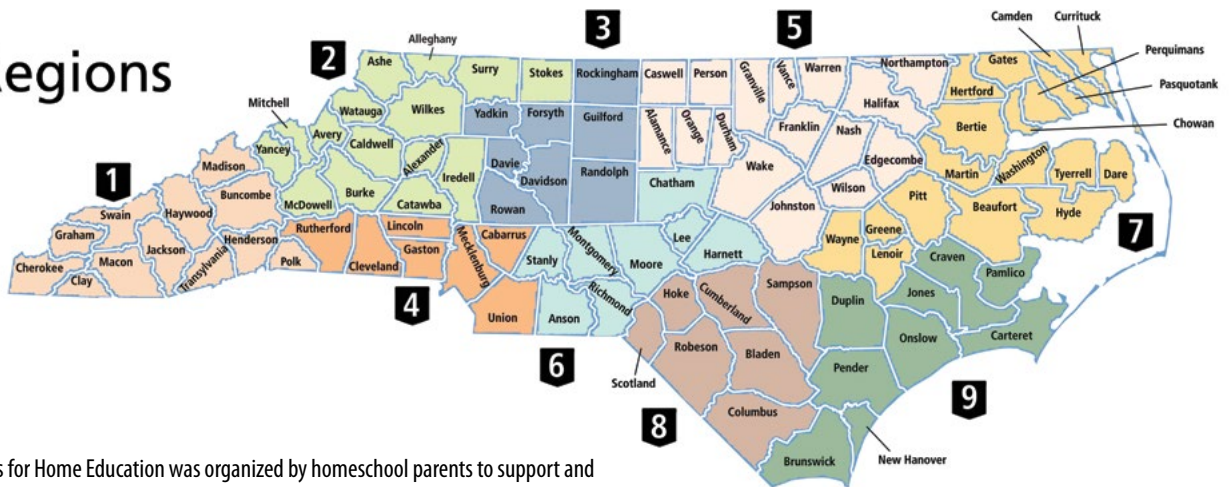 egions
1
2
3
4
5
6
7
8
9
Cherokee
Graham
Swain
Clay
Macon
Jackson
Haywood
Madison
Buncombe
Transylvania
Henderson
Polk
Mitchell
Yancey
Avery
McDowell
Burke
Caldwell
Watauga
Ashe
Alleghany
Wilkes
Surry
Stokes
Alexander
Catawba
Iredell
Rockingham
Yadkin
Forsyth
Guilford
Davie
Davidson
Randolph
Rowan
Rutherford
Cleveland
Lincoln
Gaston
Mecklenburg
Cabarrus
Union
Caswell
Person
Granville
Vance
Warren
Northampton
Halifax
Alamance
Orange
Durham
Franklin
Nash
Edgecombe
Wake
Wilson
Johnston
Chatham
Lee
Harnett
Moore
Montgomery
Stanly
Anson
Richmond
Camden
Currituck
Perquimans
Pasquotank
Chowan
Gates
Hertford
Bertie
Martin
Washington
Tyerrell
Dare
Hyde
Beaufort
Pitt
Greene
Wayne
Lenoir
Hoke
Cumberland
Sampson
Scotland
Robeson
Bladen
Columbus
Duplin
Jones
Craven
Pamlico
Carteret
Onslow
Pender
New Hanover
Brunswick
s for Home Education was organized by homeschool parents to support and